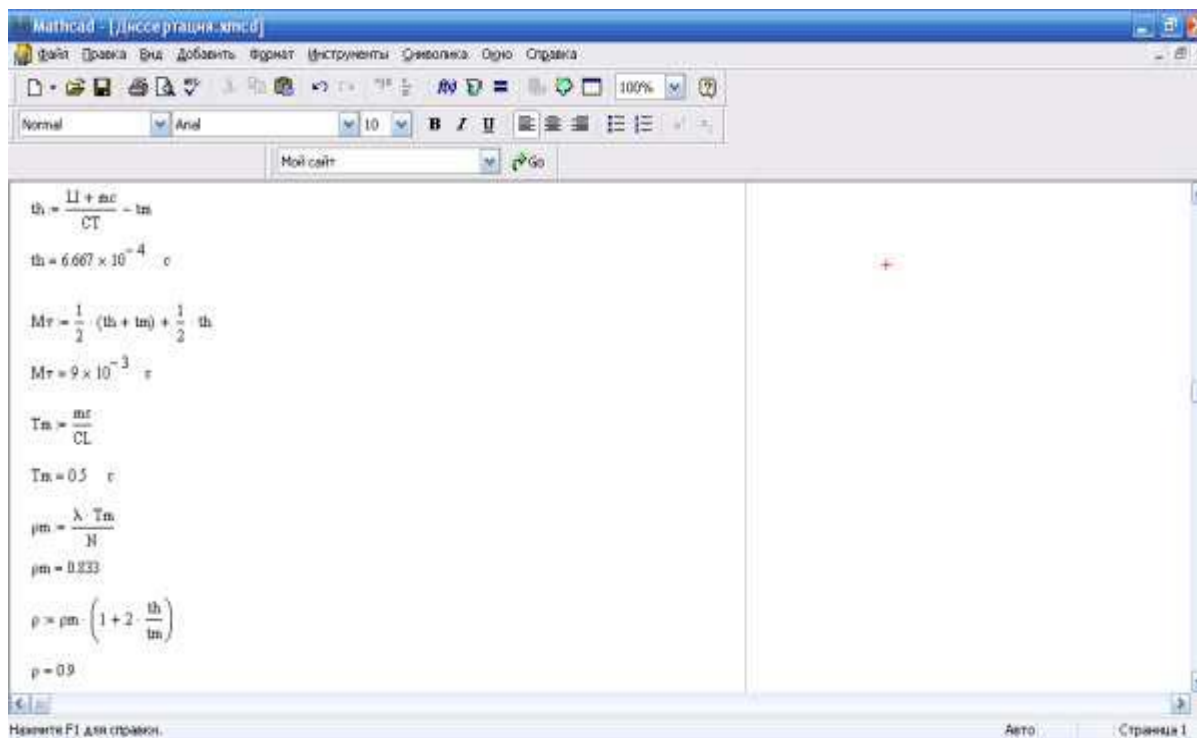 Mathcad - [Диссертация.xmcd]
Файл Правка Вид Добавить Формат Инструменты Символика Окно Справка
100%
Normal Arial 10 B I U
Мой сайт Go
th := (LI + mc)/CT - tm
th = 6.667 × 10^-4 c
Mτ := 1/2 · (th + tm) + 1/2 · th
Mτ = 9 × 10^-3 c
Tm := mc/CL
Tm = 0.5 c
ρm := λ · Tm/N
ρm = 0.833
ρ := ρm · (1 + 2 · th/tm)
ρ = 0.9
Нажмите F1 для справки. Авто Страница 1